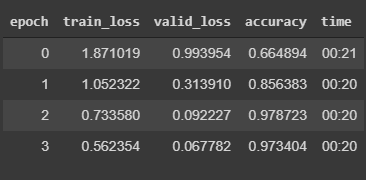 epoch train_loss valid_loss accuracy time
0 1.871019 0.993954 0.664894 00:21
1 1.052322 0.313910 0.856383 00:20
2 0.733580 0.092227 0.978723 00:20
3 0.562354 0.067782 0.973404 00:20